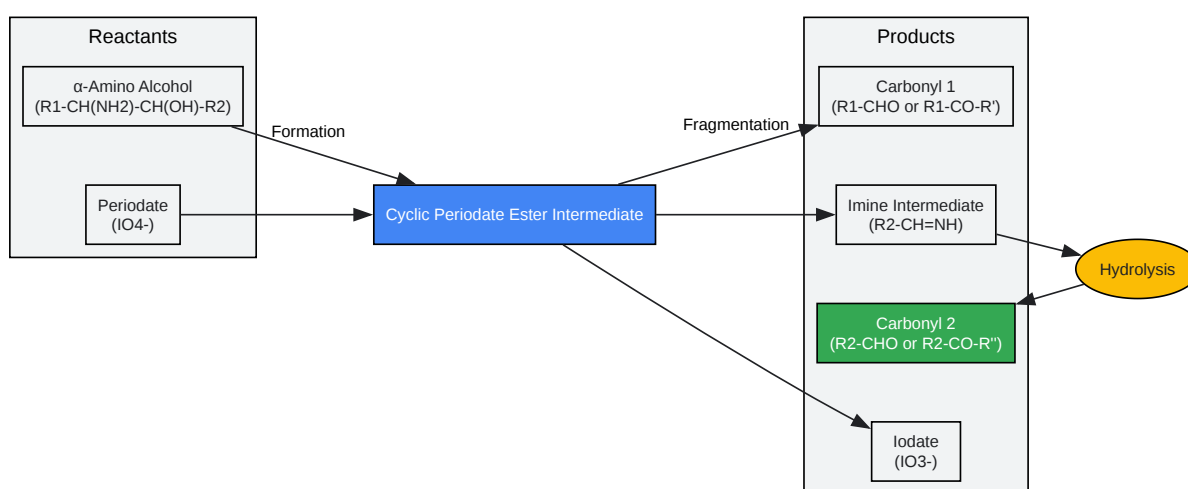 Reactants
α-Amino Alcohol
(R1-CH(NH2)-CH(OH)-R2)
Periodate
(IO4-)
Formation
Cyclic Periodate Ester Intermediate
Fragmentation
Products
Carbonyl 1
(R1-CHO or R1-CO-R')
Imine Intermediate
(R2-CH=NH)
Hydrolysis
Carbonyl 2
(R2-CHO or R2-CO-R'')
Iodate
(IO3-)